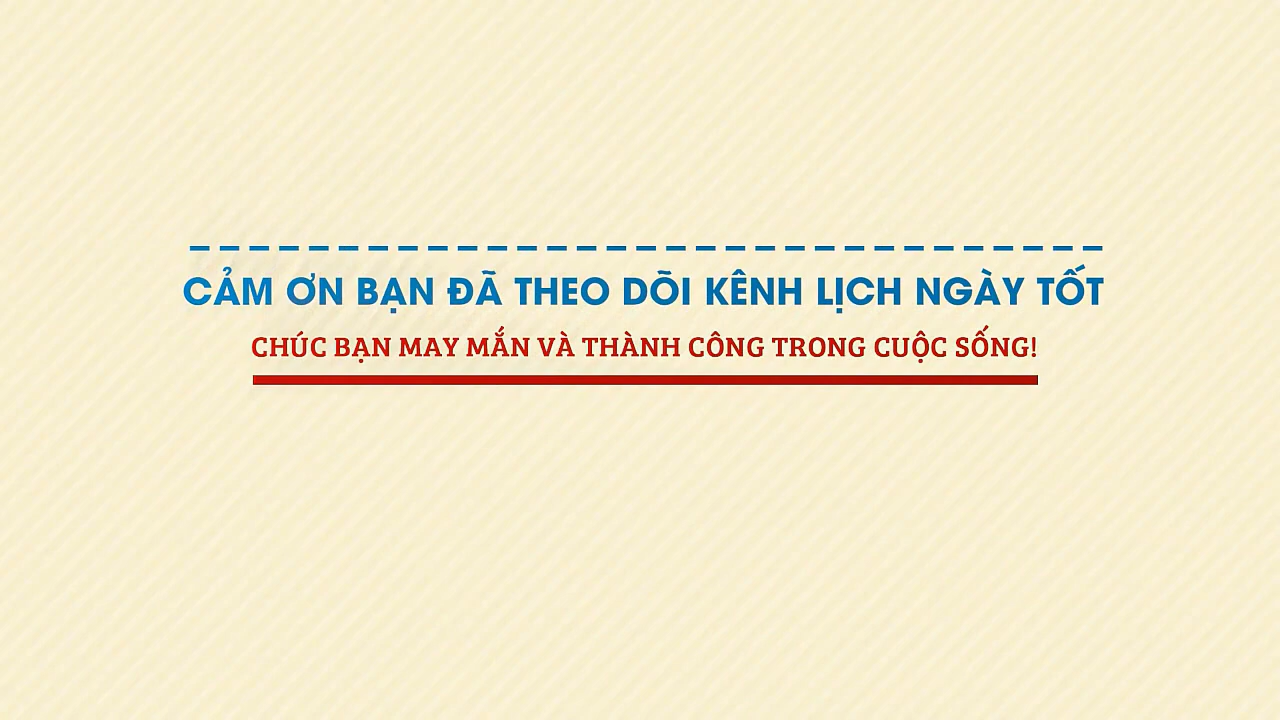 CẢM ƠN BẠN ĐÃ THEO DÕI KÊNH LỊCH NGÀY TỐT
CHÚC BẠN MAY MẮN VÀ THÀNH CÔNG TRONG CUỘC SỐNG!